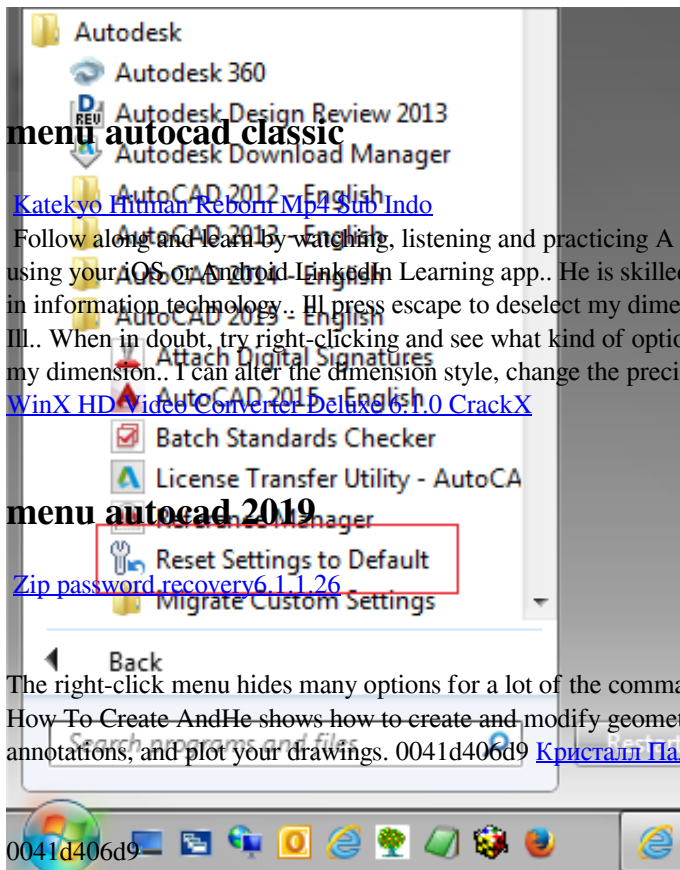 Autodesk
Autodesk 360
Autodesk Design Review 2013
menu autocad classic
Autodesk Download Manager
AutoCAD 2012 - English
Katekyo Hitman Reborn Mp4 Sub Indo
AutoCAD 2013 - English
Follow along and learn by watching, listening and practicing A
AutoCAD 2014 - English
using your iOS or Android LinkedIn Learning app.. He is skilled
in information technology.. Ill press escape to deselect my dime
AutoCAD 2015 - English
Ill.. When in doubt, try right-clicking and see what kind of optio
Attach Digital Signatures
my dimension.. I can alter the dimension style, change the preci
AutoCAD 2015 - English
WinX HD Video Converter Deluxe 6.1.0 CrackX
Batch Standards Checker
License Transfer Utility - AutoCA
menu autocad 2019
Reference Manager
Reset Settings to Default
Zip password recovery6.1.1.26
Migrate Custom Settings
Back
The right-click menu hides many options for a lot of the comma
How To Create AndHe shows how to create and modify geomet
Search programs and files
annotations, and plot your drawings. 0041d406d9 Кристалл Па
0041d406d9